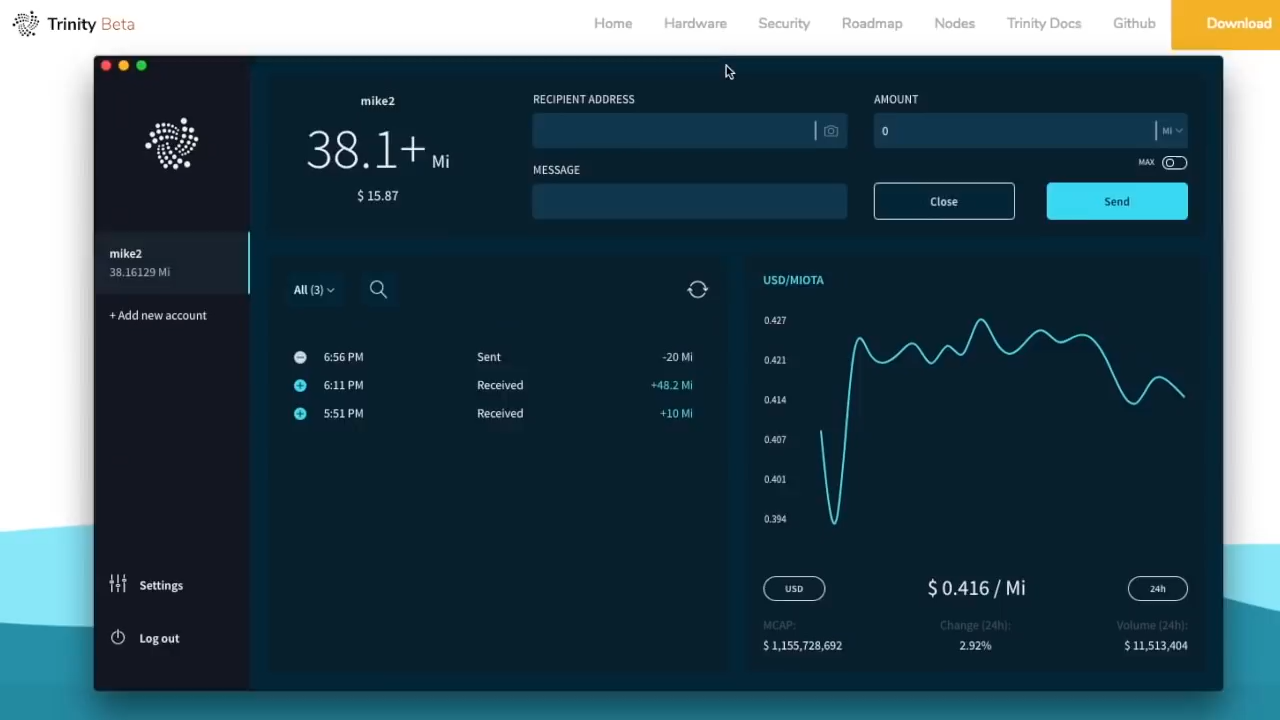 Trinity Beta
Home Hardware Security Roadmap Nodes Trinity Docs Github Download
mike2
38.1+ Mi
$ 15.87
RECIPIENT ADDRESS
MESSAGE
AMOUNT
0 Mi
MAX
Close Send
mike2
38.16129 Mi
+ Add new account
Settings
Log out
All (3)
6:56 PM Sent -20 Mi
6:11 PM Received +48.2 Mi
5:51 PM Received +10 Mi
USD/MIOTA
0.427
0.421
0.414
0.407
0.401
0.394
USD $ 0.416 / Mi 24h
MCAP: Change (24h): Volume (24h):
$ 1,155,728,692 2.92% $ 11,513,404